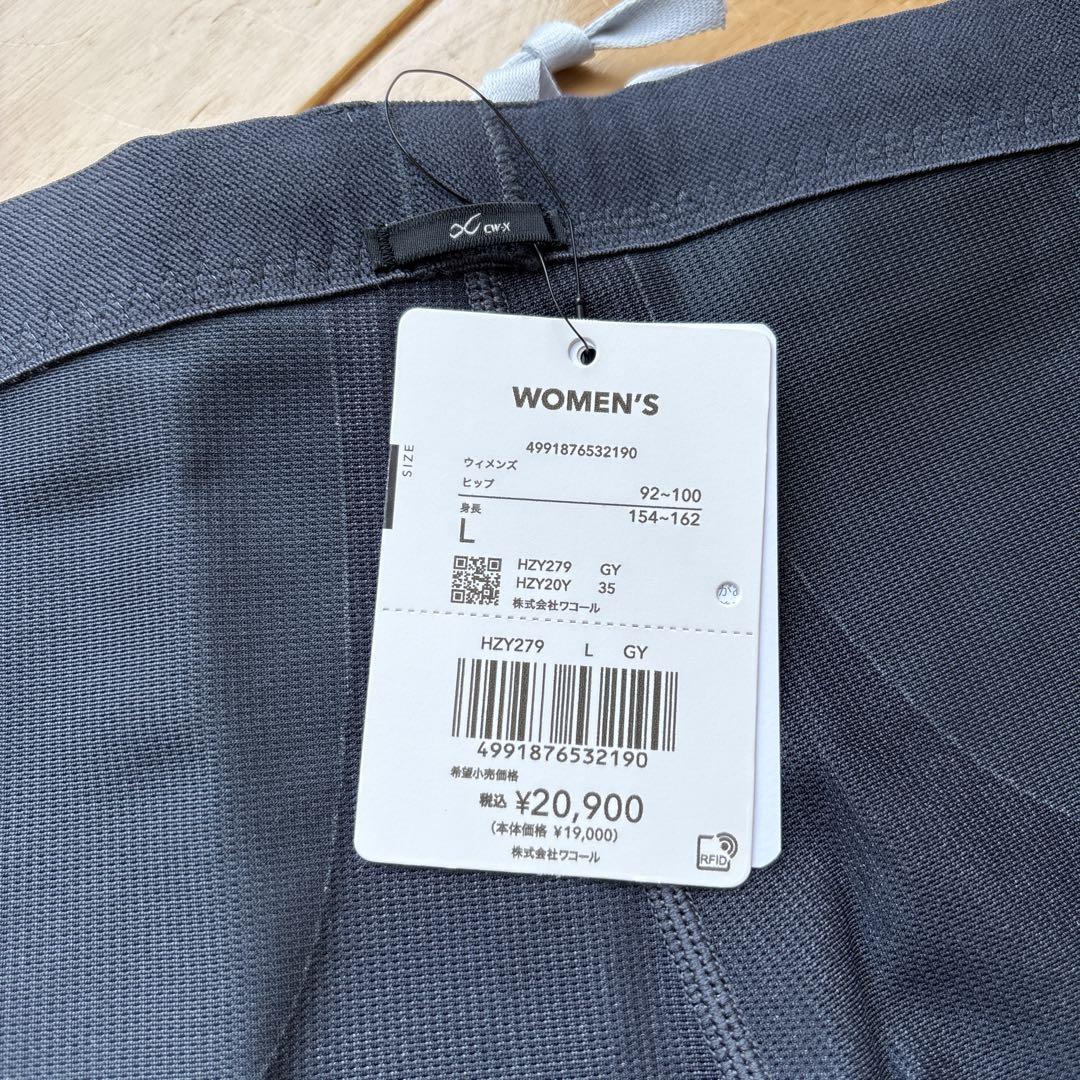 CW-X
WOMEN'S
4991876532190
SIZE
ウィメンズ
ヒップ 92~100
身長 154~162
L
HZY279 GY
HZY20Y 35
株式会社ワコール
HZY279 L GY
4991876532190
希望小売価格
税込 ¥20,900
(本体価格 ¥19,000)
株式会社ワコール
RFID